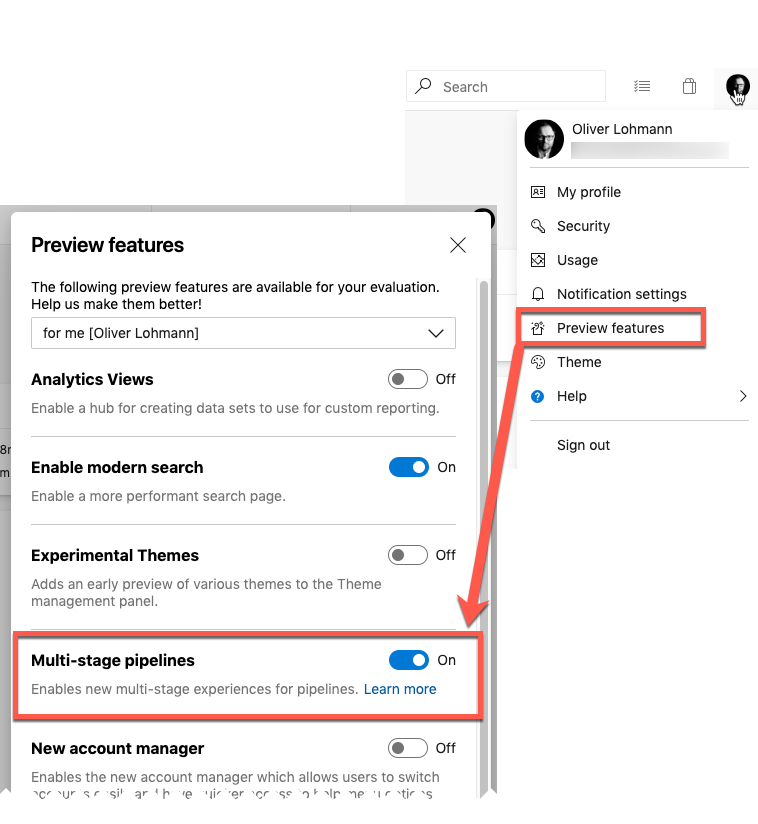 Search
Oliver Lohmann
My profile
Security
Usage
Notification settings
Preview features
Theme
Help
Sign out
Preview features
The following preview features are available for your evaluation.
Help us make them better!
for me [Oliver Lohmann]
Analytics Views
Off
Enable a hub for creating data sets to use for custom reporting.
Enable modern search
On
Enable a more performant search page.
Experimental Themes
Off
Adds an early preview of various themes to the Theme
management panel.
Multi-stage pipelines
On
Enables new multi-stage experiences for pipelines. Learn more
New account manager
Off
Enables the new account manager which allows users to switch